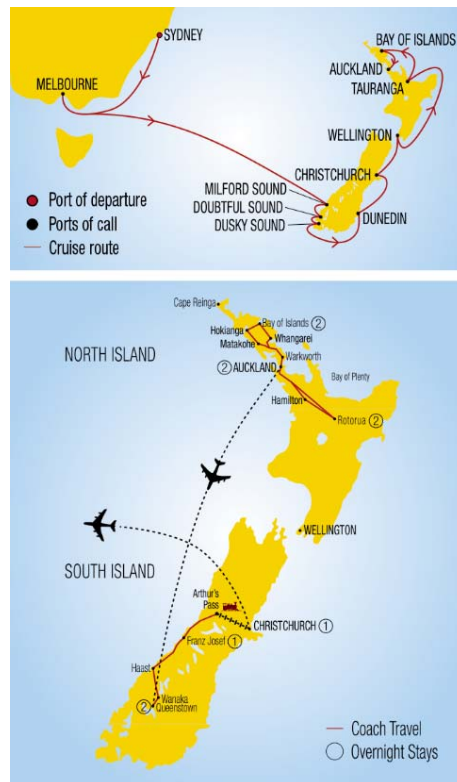 BAY OF ISLANDS
SYDNEY
AUCKLAND
MELBOURNE
TAURANGA
WELLINGTON
CHRISTCHURCH
MILFORD SOUND
DOUBTFUL SOUND
DUNEDIN
DUSKY SOUND
Port of departure
Ports of call
Cruise route
Cape Reinga
Hokianga
Bay of Islands 2
Whangarei
Matakohe
NORTH ISLAND
Warkworth
2 AUCKLAND
Bay of Plenty
Hamilton
Rotorua 2
WELLINGTON
SOUTH ISLAND
Arthur's
Pass
CHRISTCHURCH 1
Franz Josef 1
Haast
Wanaka
2 Queenstown
Coach Travel
Overnight Stays